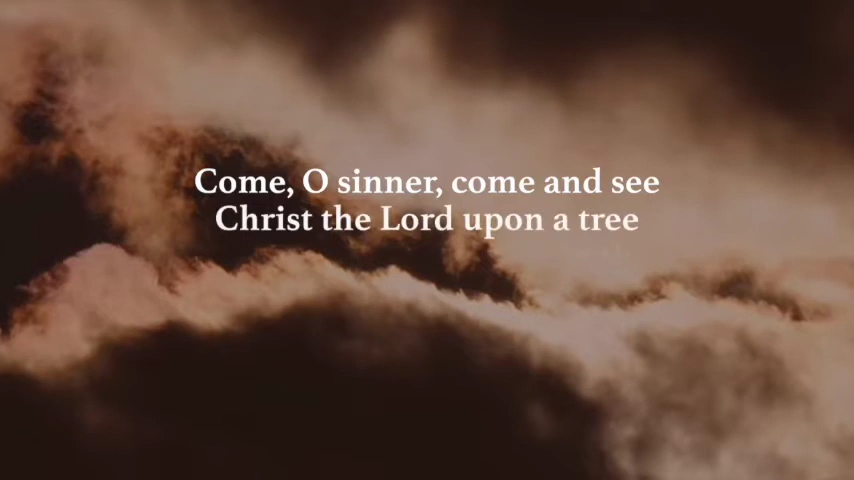 Come, O sinner, come and see
Christ the Lord upon a tree